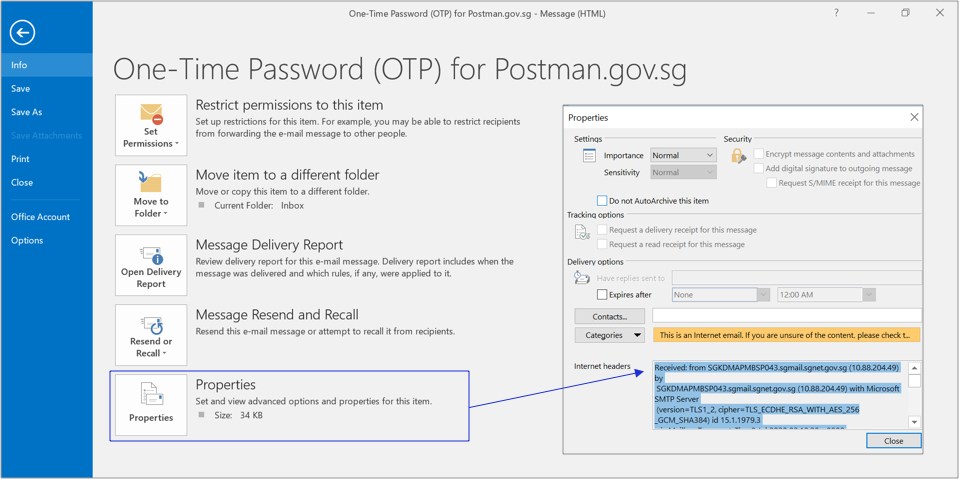 One-Time Password (OTP) for Postman.gov.sg - Message (HTML)
?
Info
Save
Save As
Save Attachments
Print
Close
Office Account
Options
One-Time Password (OTP) for Postman.gov.sg
Set
Permissions
Restrict permissions to this item
Set up restrictions for this item. For example, you may be able to restrict recipients
from forwarding the e-mail message to other people.
Move to
Folder
Move item to a different folder
Move or copy this item to a different folder.
Current Folder: Inbox
Open Delivery
Report
Message Delivery Report
Review delivery report for this e-mail message. Delivery report includes when the
message was delivered and which rules, if any, were applied to it.
Resend or
Recall
Message Resend and Recall
Resend this e-mail message or attempt to recall it from recipients.
Properties
Properties
Set and view advanced options and properties for this item.
Size: 34 KB
Properties
Settings
Security
Importance Normal
Sensitivity Normal
Encrypt message contents and attachments
Add digital signature to outgoing message
Request S/MIME receipt for this message
Do not AutoArchive this item
Tracking options
Request a delivery receipt for this message
Request a read receipt for this message
Delivery options
Have replies sent to
Expires after None 12:00 AM
Contacts...
Categories This is an Internet email. If you are unsure of the content, please check t...
Internet headers
Received: from SGKDMAPMBSP043.sgmail.sgnet.gov.sg (10.88.204.49)
by
SGKDMAPMBSP043.sgmail.sgnet.gov.sg (10.88.204.49) with Microsoft
SMTP Server
(version=TLS1_2, cipher=TLS_ECDHE_RSA_WITH_AES_256
_GCM_SHA384) id 15.1.1979.3
Close